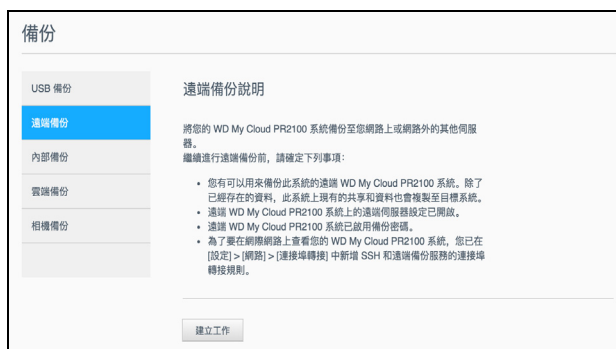 備份
USB 備份
遠端備份
內部備份
雲端備份
相機備份
遠端備份說明
將您的 WD My Cloud PR2100 系統備份至您網路上或網路外的其他伺服
器。
繼續進行遠端備份前，請確定下列事項：
• 您有可以用來備份此系統的遠端 WD My Cloud PR2100 系統。除了
已經存在的資料，此系統上現有的共享和資料也會複製至目標系統。
• 遠端 WD My Cloud PR2100 系統上的遠端伺服器設定已開啟。
• 遠端 WD My Cloud PR2100 系統已啟用備份密碼。
• 為了要在網際網路上查看您的 WD My Cloud PR2100 系統，您已在
[設定] > [網路] > [連接埠轉接] 中新增 SSH 和遠端備份服務的連接埠
轉接規則。
建立工作